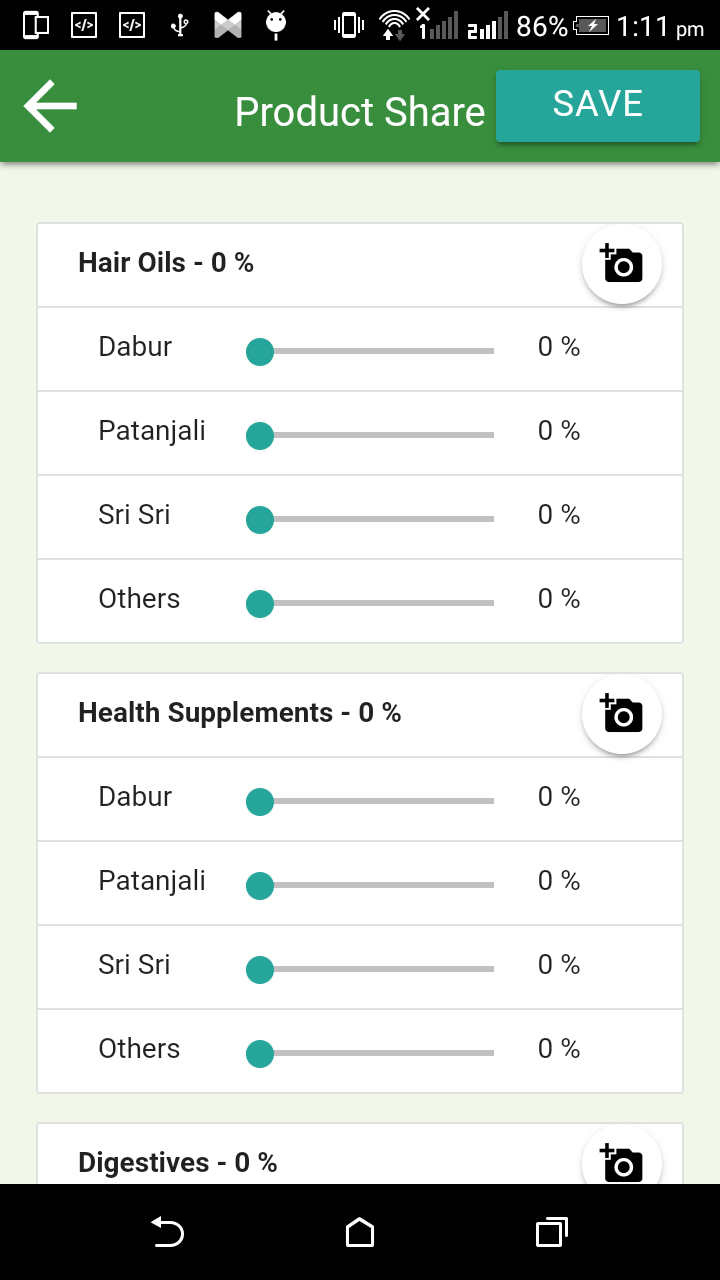 86% 1:11 pm
Product Share SAVE
Hair Oils - 0 %
Dabur 0 %
Patanjali 0 %
Sri Sri 0 %
Others 0 %
Health Supplements - 0 %
Dabur 0 %
Patanjali 0 %
Sri Sri 0 %
Others 0 %
Digestives - 0 %